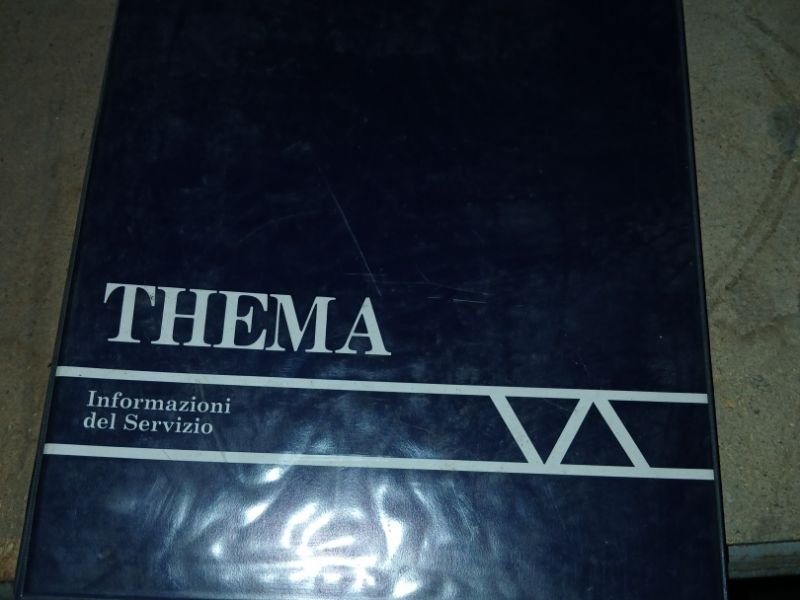 THEMA
Informazioni
del Servizio